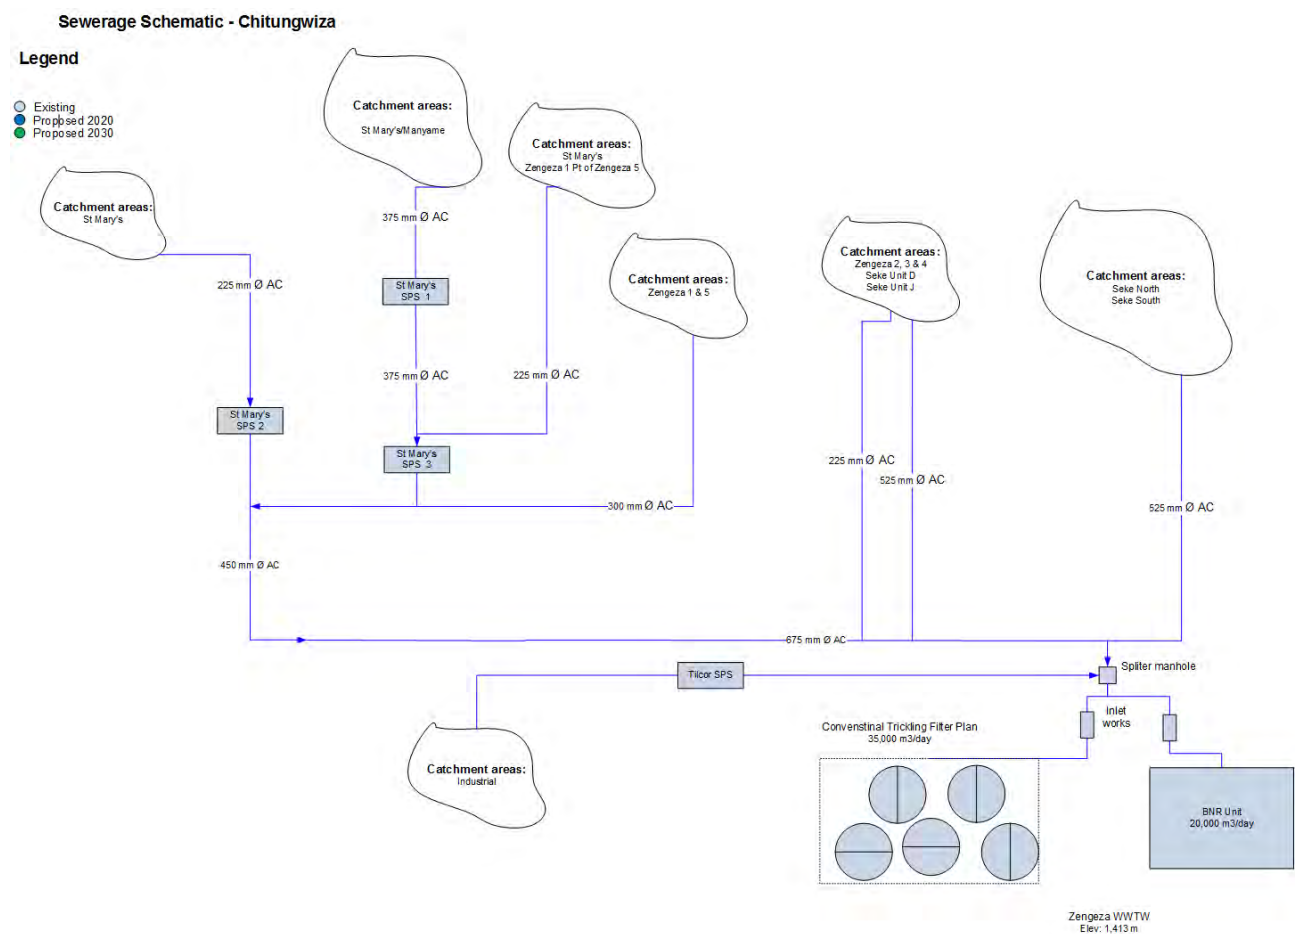 Sewerage Schematic - Chitungwiza
Legend
Existing
Proposed 2020
Proposed 2030
Catchment areas:
St Mary's/Manyame
Catchment areas:
St Mary's
Zengeza 1 Pt of Zengeza 5
Catchment areas:
St Mary's
375 mm Ø AC
Catchment areas:
Zengeza 2, 3 & 4
Seke Unit D
Seke Unit J
Catchment areas:
Zengeza 1 & 5
Catchment areas:
Seke North
Seke South
225 mm Ø AC
St Mary's
SPS 1
375 mm Ø AC
225 mm Ø AC
St Mary's
SPS 2
St Mary's
SPS 3
225 mm Ø AC
525 mm Ø AC
300 mm Ø AC
525 mm Ø AC
450 mm Ø AC
675 mm Ø AC
Tilcor SPS
Spliter manhole
Inlet
works
Convenstinal Trickling Filter Plan
35,000 m3/day
Catchment areas:
Industrial
BNR Unit
20,000 m3/day
Zengeza WWTW
Elev: 1,413 m